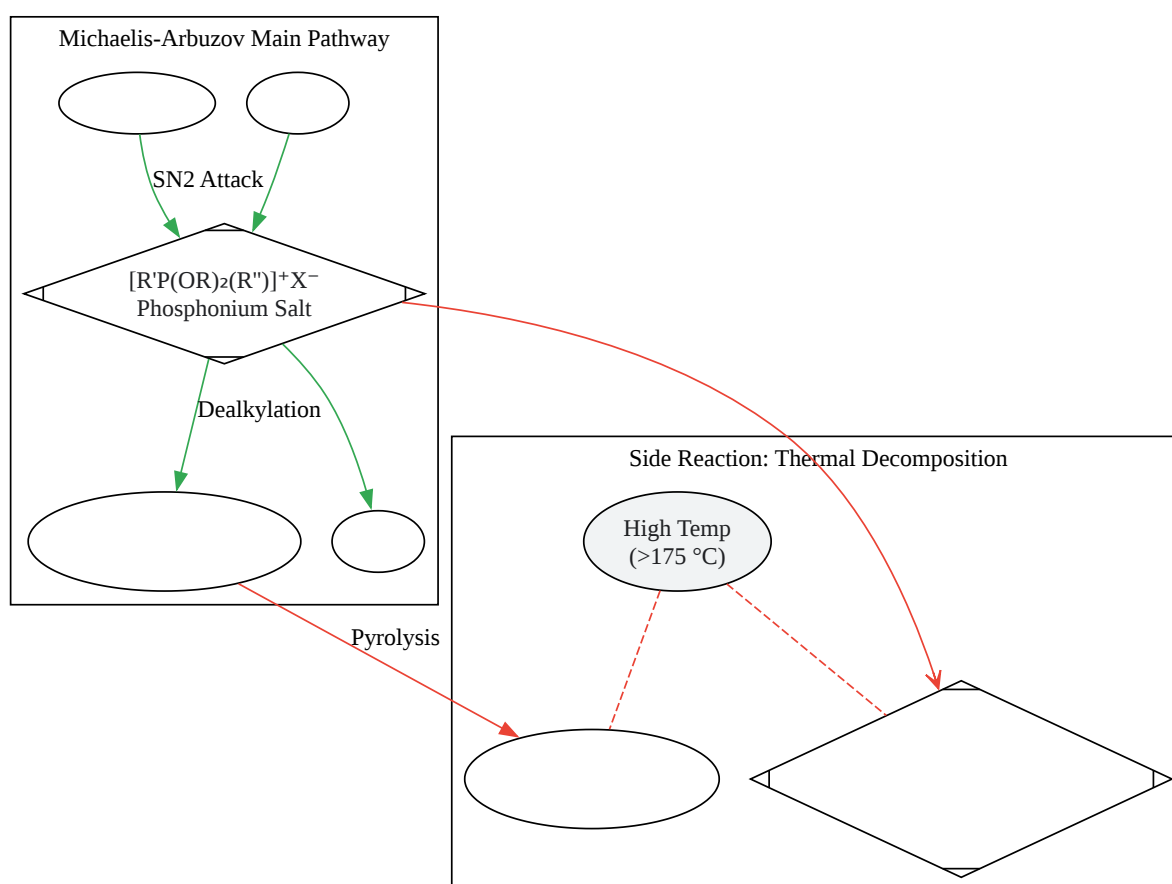 Michaelis-Arbuzov Main Pathway
SN2 Attack
[R'P(OR)₂(R")]⁺X⁻
Phosphonium Salt
Dealkylation
Side Reaction: Thermal Decomposition
High Temp
(>175 °C)
Pyrolysis